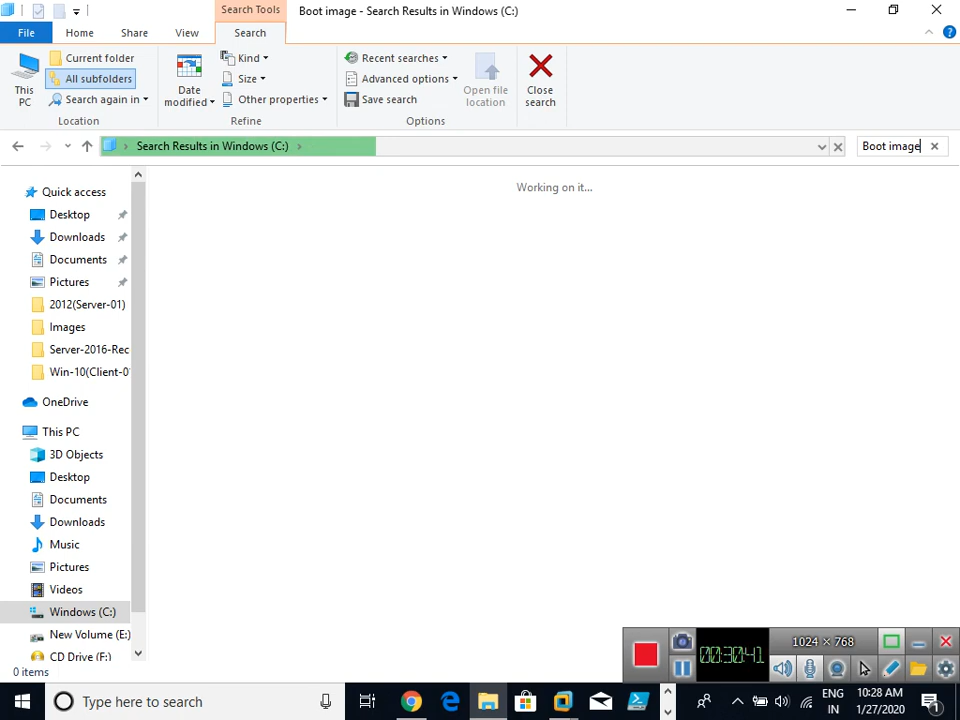 Search Tools
Boot image - Search Results in Windows (C:)
File
Home
Share
View
Search
This PC
Current folder
All subfolders
Search again in
Location
Date modified
Kind
Size
Other properties
Refine
Recent searches
Advanced options
Save search
Options
Open file location
Close search
Search Results in Windows (C:)
Boot image
Quick access
Desktop
Downloads
Documents
Pictures
2012(Server-01)
Images
Server-2016-Rec
Win-10(Client-0
OneDrive
This PC
3D Objects
Desktop
Documents
Downloads
Music
Pictures
Videos
Windows (C:)
New Volume (E:)
CD Drive (F:)
Working on it...
0 items
00:30:41
1024 × 768
Type here to search
ENG
IN
10:28 AM
1/27/2020
1